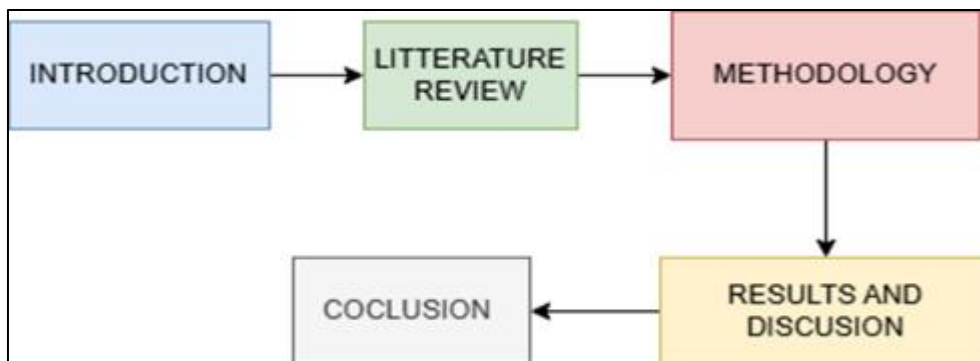 INTRODUCTION
LITTERATURE
REVIEW
METHODOLOGY
RESULTS AND
DISCUSION
COCLUSION